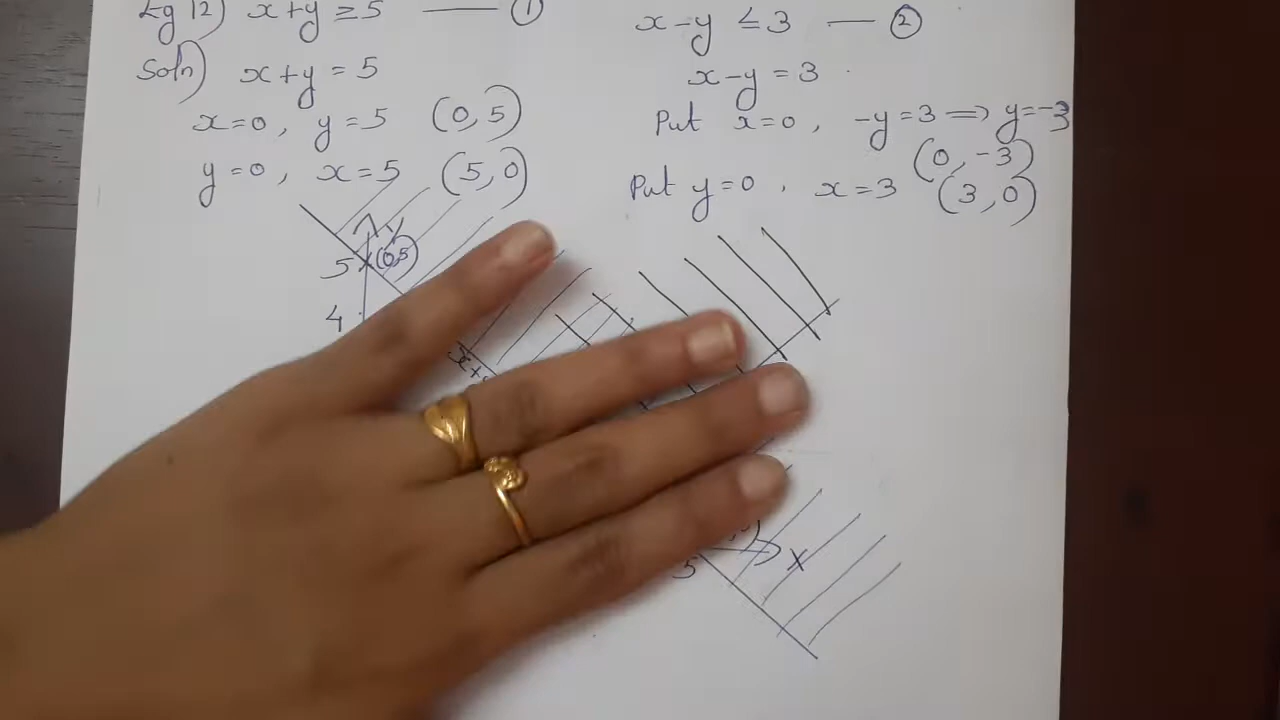 Eg 12) x+y ≥ 5 —— ①
Soln) x+y = 5
x=0, y=5 (0,5)
y=0, x=5 (5,0)
x-y ≤ 3 — ②
x-y = 3
Put x=0, -y=3 ⟹ y=-3
(0,-3)
Put y=0, x=3 (3,0)
Y
5 (0,5)
4
x+
5
X